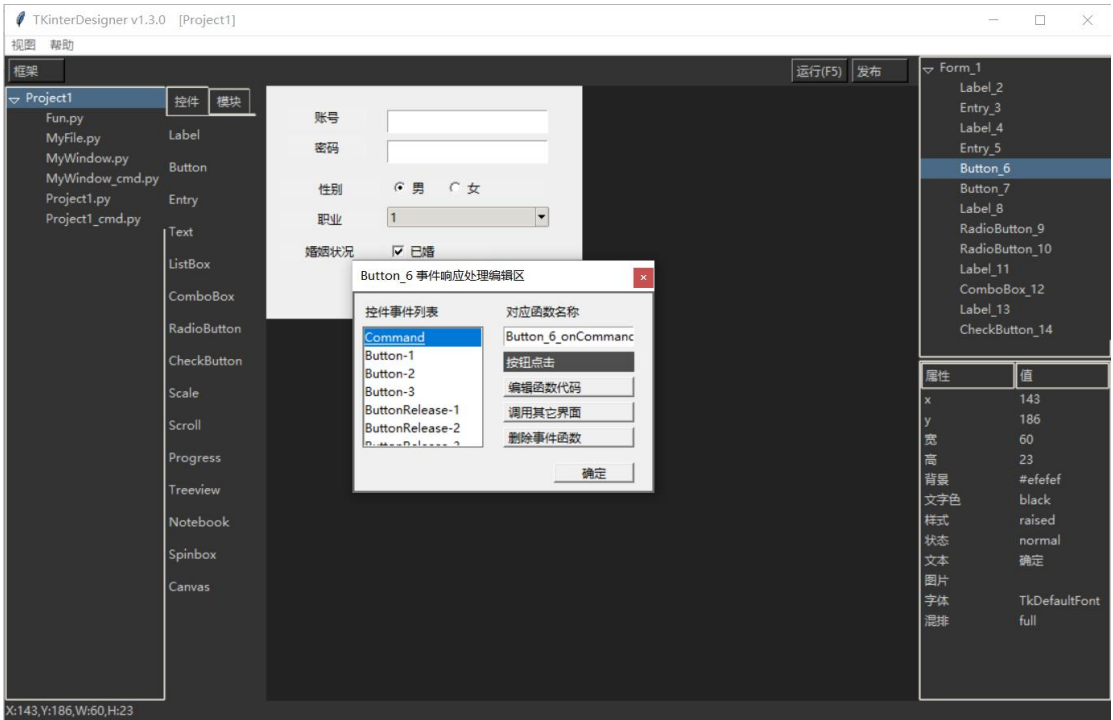 TKinterDesigner v1.3.0 [Project1]
视图 帮助
框架
运行(F5) 发布
Project1
Fun.py
MyFile.py
MyWindow.py
MyWindow_cmd.py
Project1.py
Project1_cmd.py
控件 模块
Label
Button
Entry
Text
ListBox
ComboBox
RadioButton
CheckButton
Scale
Scroll
Progress
Treeview
Notebook
Spinbox
Canvas
账号
密码
性别 男 女
职业 1
婚姻状况 已婚
Button_6 事件响应处理编辑区
控件事件列表
Command
Button-1
Button-2
Button-3
ButtonRelease-1
ButtonRelease-2
对应函数名称
Button_6_onCommanc
按钮点击
编辑函数代码
调用其它界面
删除事件函数
确定
Form_1
Label_2
Entry_3
Label_4
Entry_5
Button_6
Button_7
Label_8
RadioButton_9
RadioButton_10
Label_11
ComboBox_12
Label_13
CheckButton_14
属性 值
x 143
y 186
宽 60
高 23
背景 #efefef
文字色 black
样式 raised
状态 normal
文本 确定
图片
字体 TkDefaultFont
混排 full
X:143,Y:186,W:60,H:23